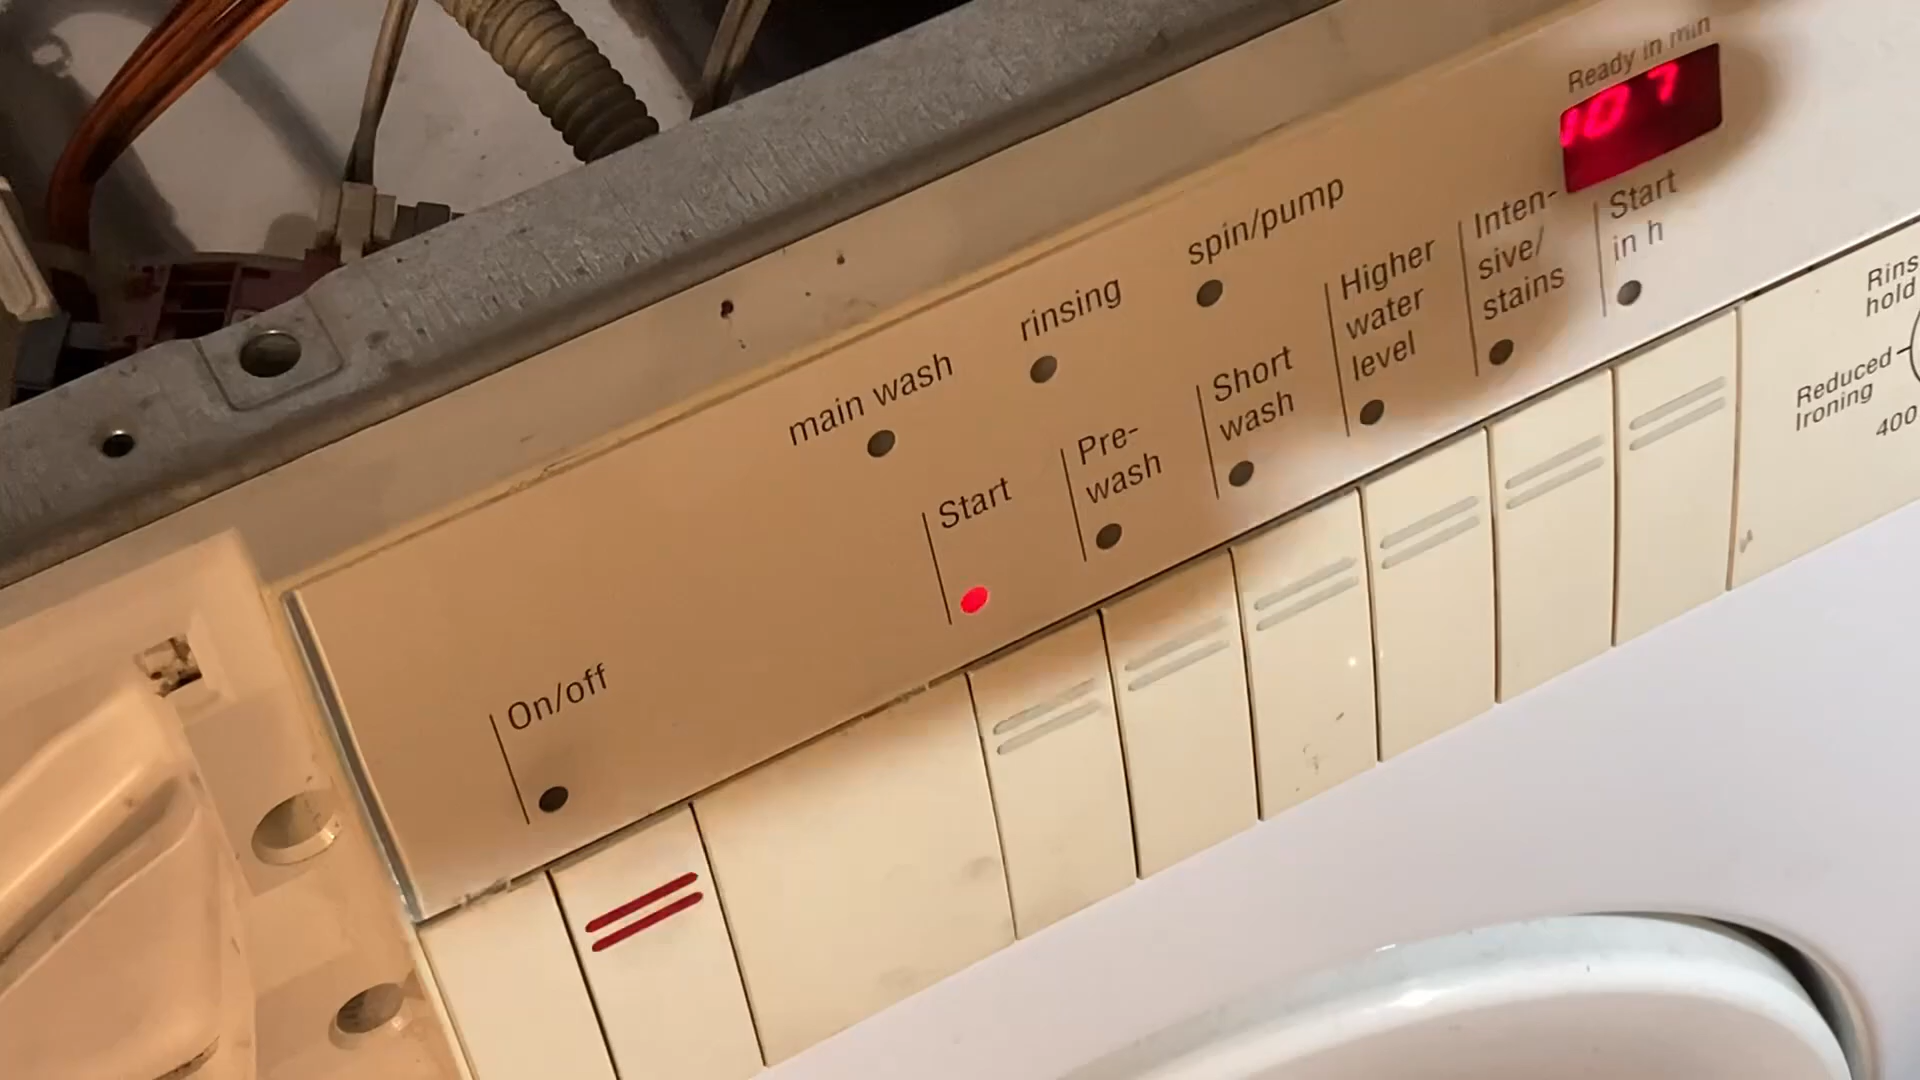 Ready in min
107
main wash
rinsing
spin/pump
On/off
Start
Pre-
wash
Short
wash
Higher
water
level
Inten-
sive/
stains
Start
in h
Rins
hold
Reduced
Ironing
400